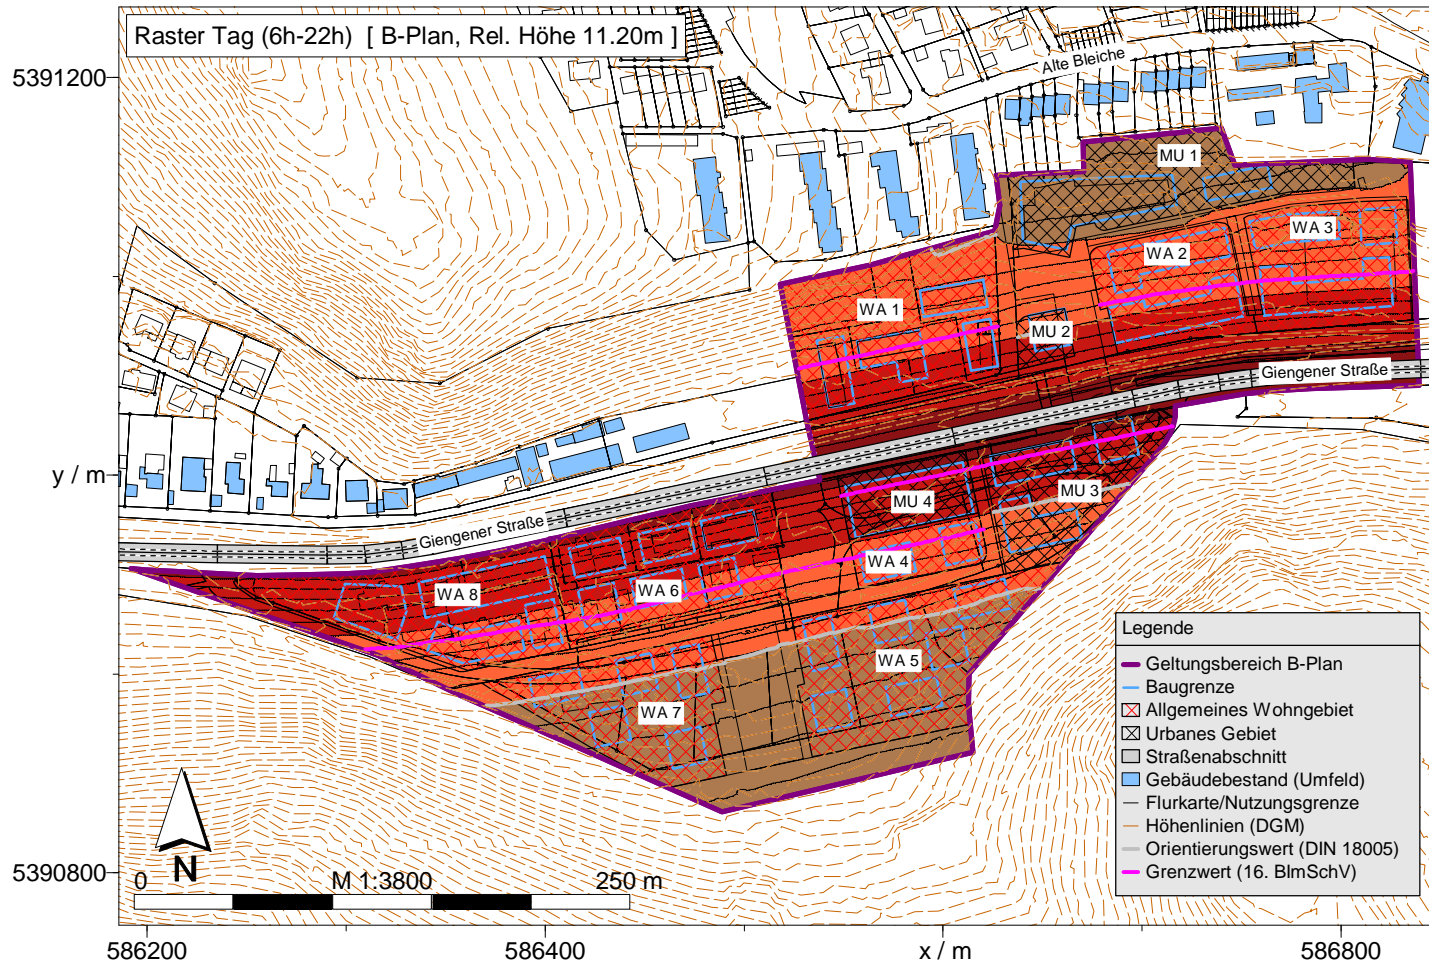 Raster Tag (6h-22h) [ B-Plan, Rel. Höhe 11.20m ]
Alte Bleiche
5391200
MU 1
WA 3
WA 2
WA 1
MU 2
Giengener Straße
y / m
MU 3
MU 4
Giengener Straße
WA 4
WA 6
WA 8
WA 5
WA 7
Legende
Geltungsbereich B-Plan
Baugrenze
Allgemeines Wohngebiet
Urbanes Gebiet
Straßenabschnitt
Gebäudebestand (Umfeld)
Flurkarte/Nutzungsgrenze
Höhenlinien (DGM)
Orientierungswert (DIN 18005)
Grenzwert (16. BImSchV)
N
5390800
0 M 1:3800 250 m
586200 586400 x / m 586800